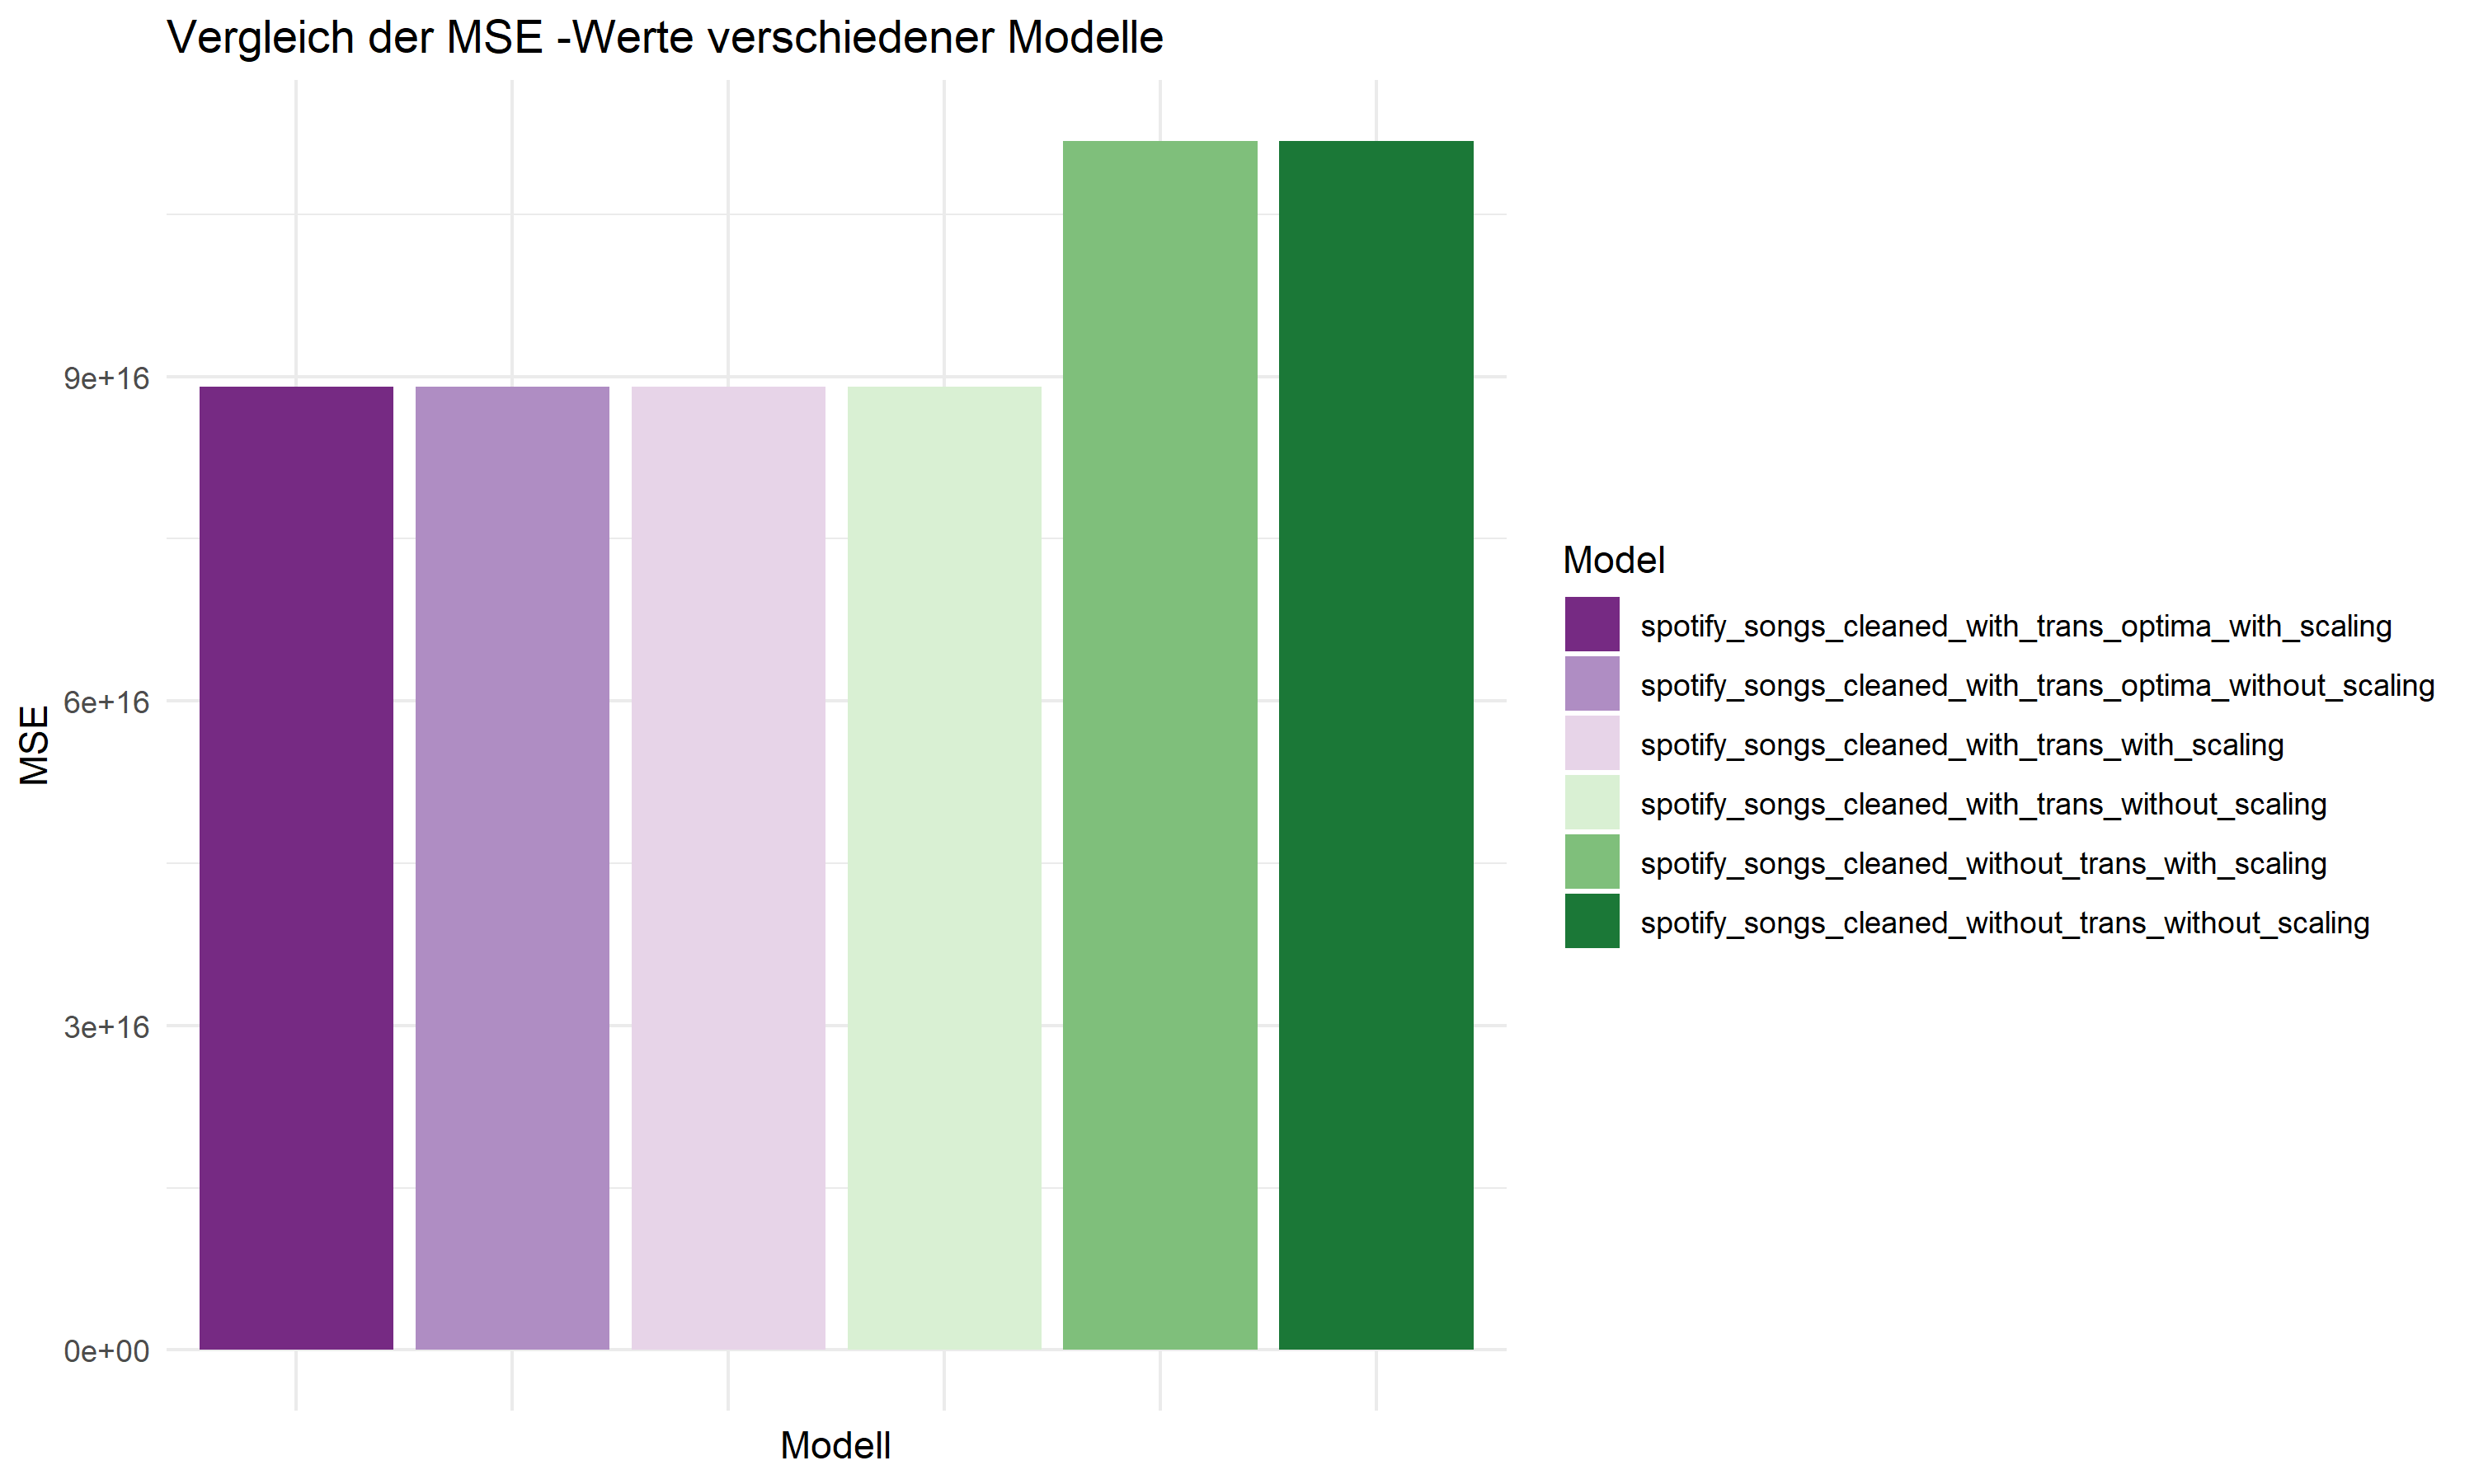 Vergleich der MSE -Werte verschiedener Modelle
9e+16
6e+16
3e+16
0e+00
MSE
Modell
Model
spotify_songs_cleaned_with_trans_optima_with_scaling
spotify_songs_cleaned_with_trans_optima_without_scaling
spotify_songs_cleaned_with_trans_with_scaling
spotify_songs_cleaned_with_trans_without_scaling
spotify_songs_cleaned_without_trans_with_scaling
spotify_songs_cleaned_without_trans_without_scaling